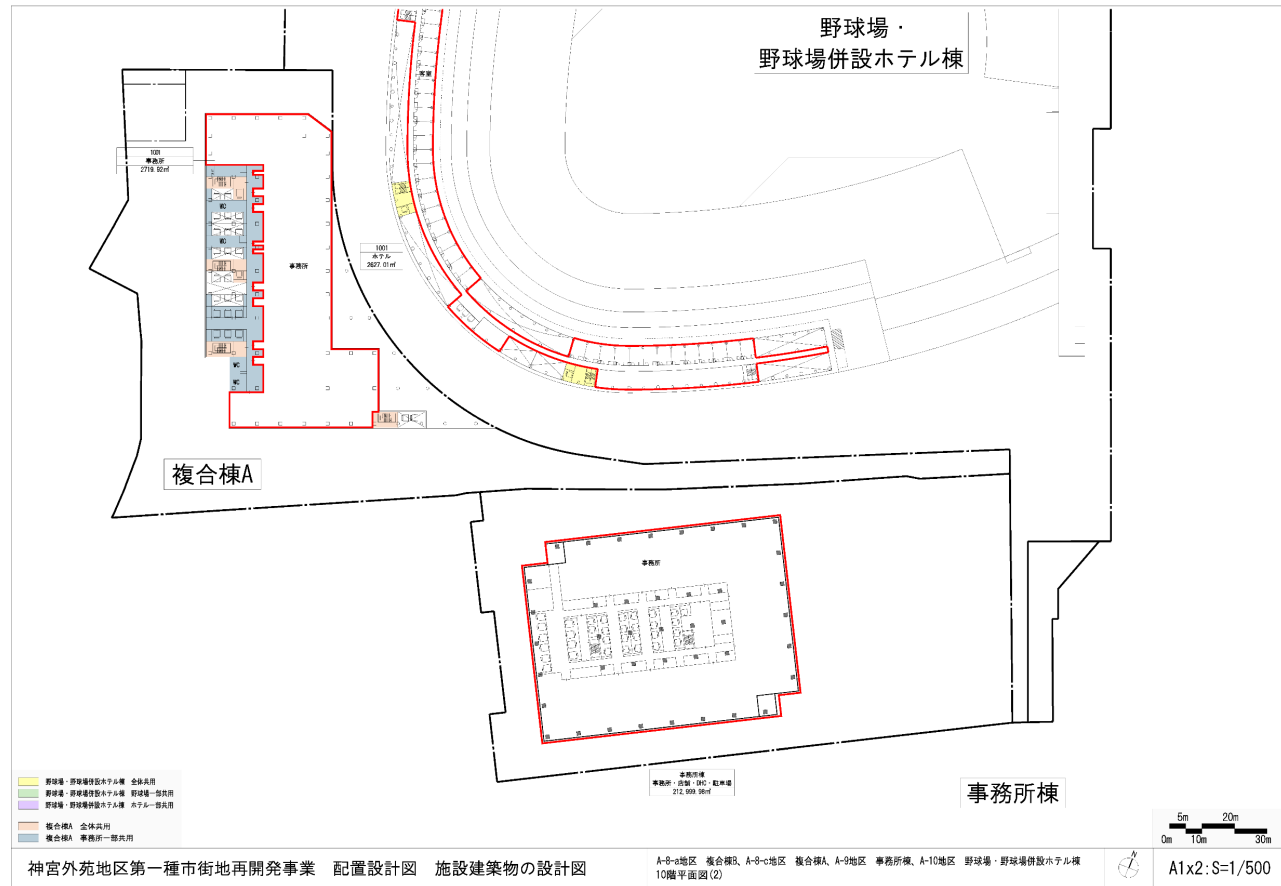 野球場・
野球場併設ホテル棟
客室
1001
事務所
2719.92㎡
WC
WC
事務所
1001
ホテル
2627.01㎡
WC
WC
複合棟A
事務所
事務所棟
事務所・店舗・DHC・駐車場
212,999.98㎡
事務所棟
野球場・野球場併設ホテル棟 全体共用
野球場・野球場併設ホテル棟 野球場一部共用
野球場・野球場併設ホテル棟 ホテル一部共用
複合棟A 全体共用
複合棟A 事務所一部共用
5m 20m
0m 10m 30m
神宮外苑地区第一種市街地再開発事業 配置設計図 施設建築物の設計図
A-8-a地区 複合棟B、A-8-c地区 複合棟A、A-9地区 事務所棟、A-10地区 野球場・野球場併設ホテル棟
10階平面図(2)
A1x2:S=1/500